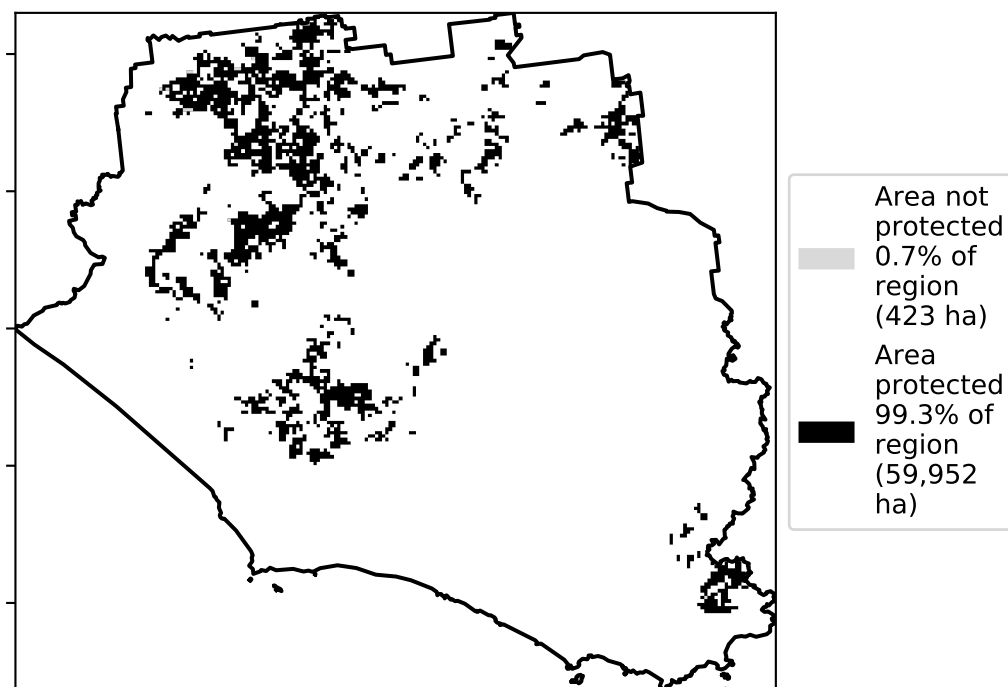 Area not
protected
0.7% of
region
(423 ha)
Area
protected
99.3% of
region
(59,952
ha)